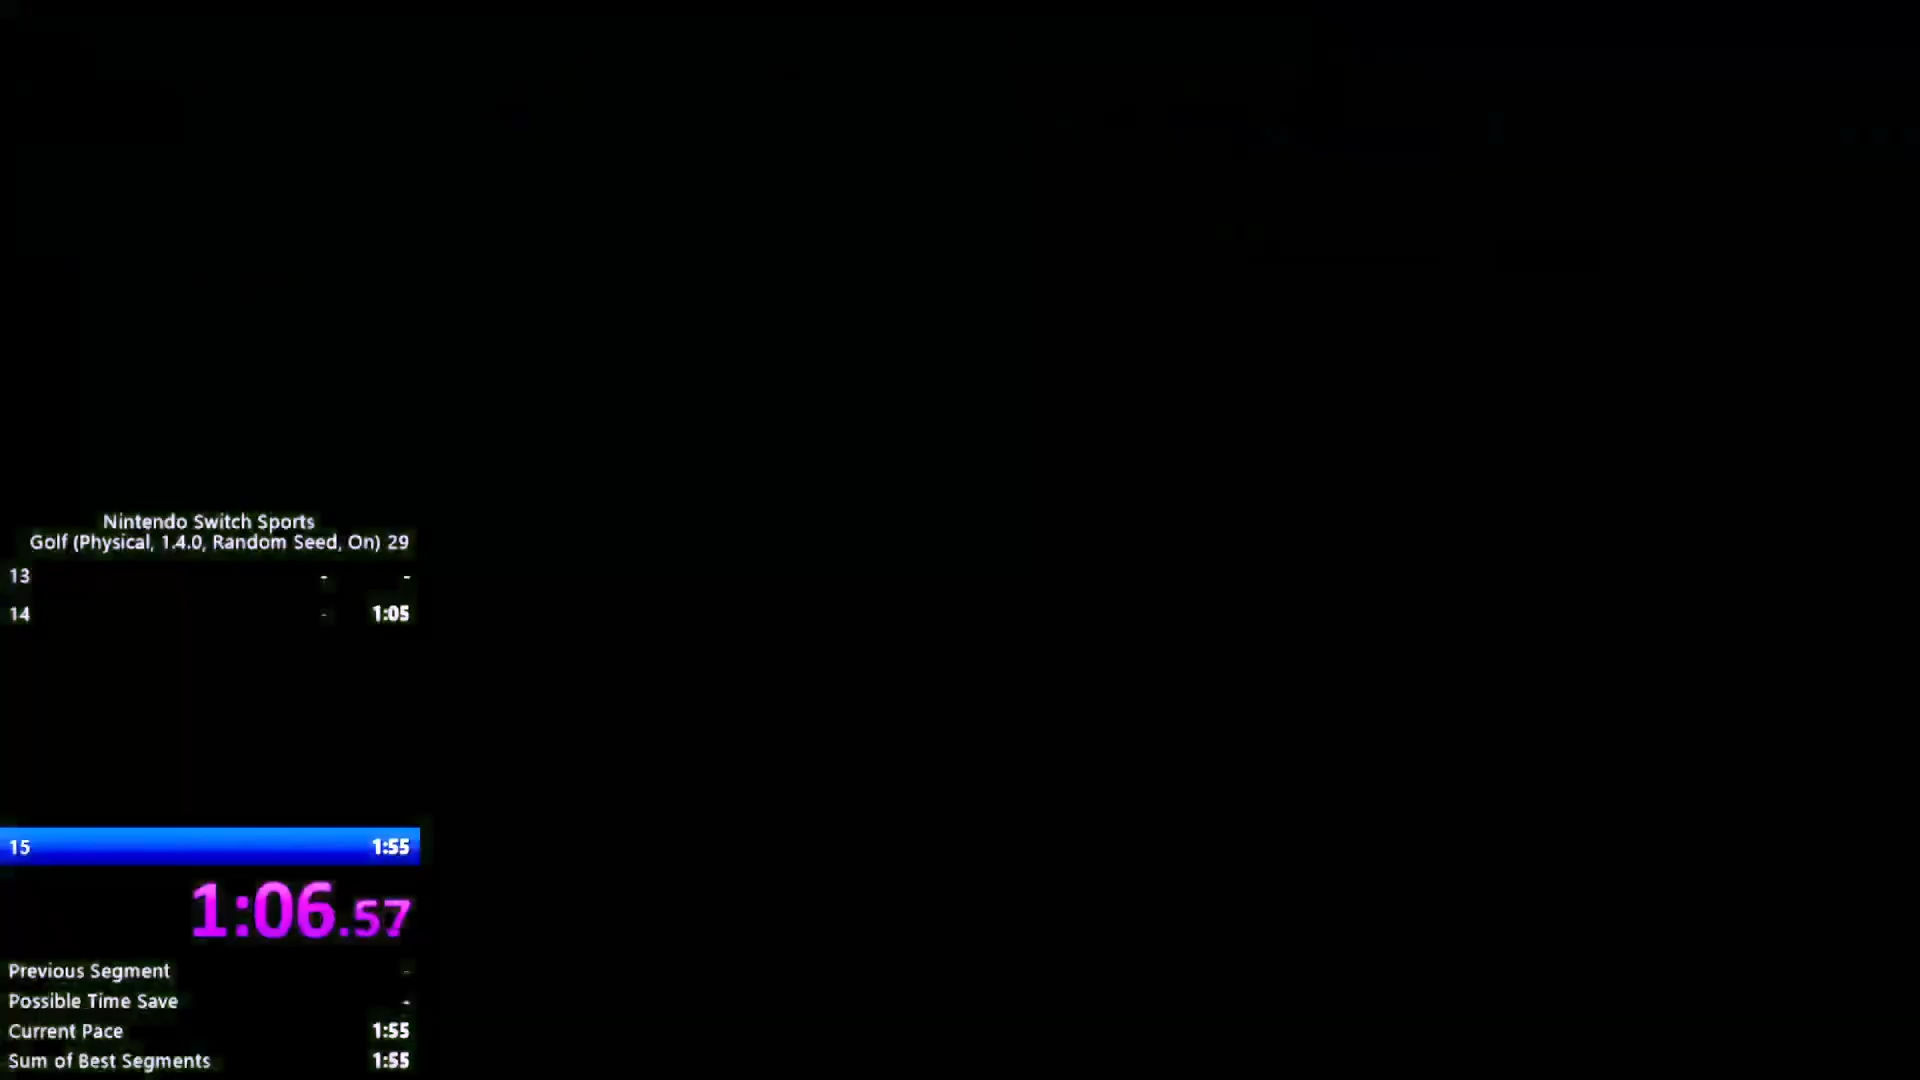 Nintendo Switch Sports
Golf (Physical, 1.4.0, Random Seed, On) 29
13 - -
14 - 1:05
15 1:55
1:06.57
Previous Segment -
Possible Time Save -
Current Pace 1:55
Sum of Best Segments 1:55